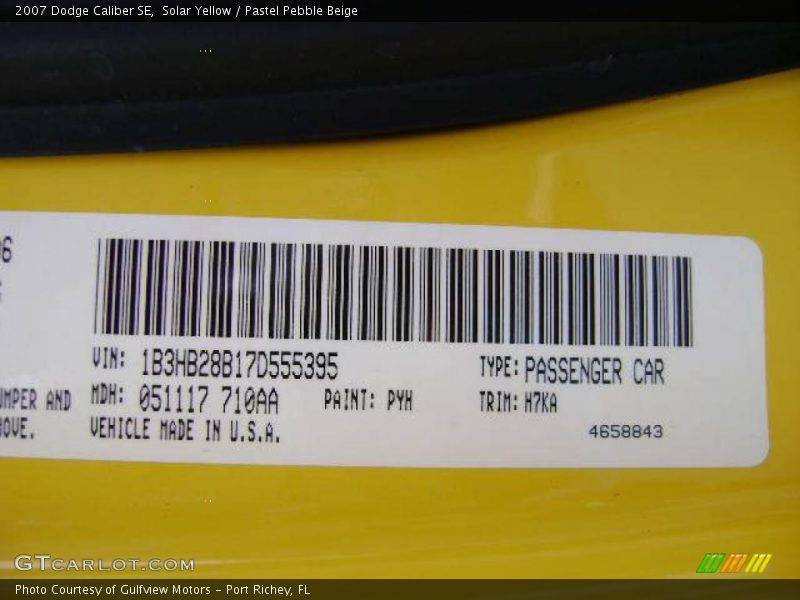 2007 Dodge Caliber SE,  Solar Yellow / Pastel Pebble Beige
VIN: 1B3HB28B17D555395
TYPE: PASSENGER CAR
UMPER AND
MDH: 051117 710AA
PAINT: PYH
TRIM: H7KA
OVE.
VEHICLE MADE IN U.S.A.
4658843
GTCARLOT.COM
Photo Courtesy of Gulfview Motors - Port Richey, FL